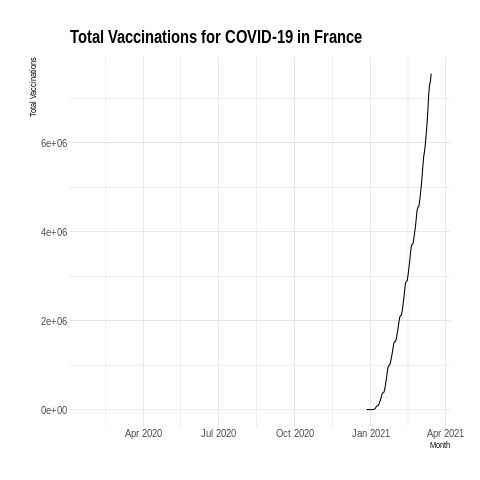 Total Vaccinations for COVID-19 in France
Total Vaccinations
6e+06
4e+06
2e+06
0e+00
Apr 2020 Jul 2020 Oct 2020 Jan 2021 Apr 2021
Month